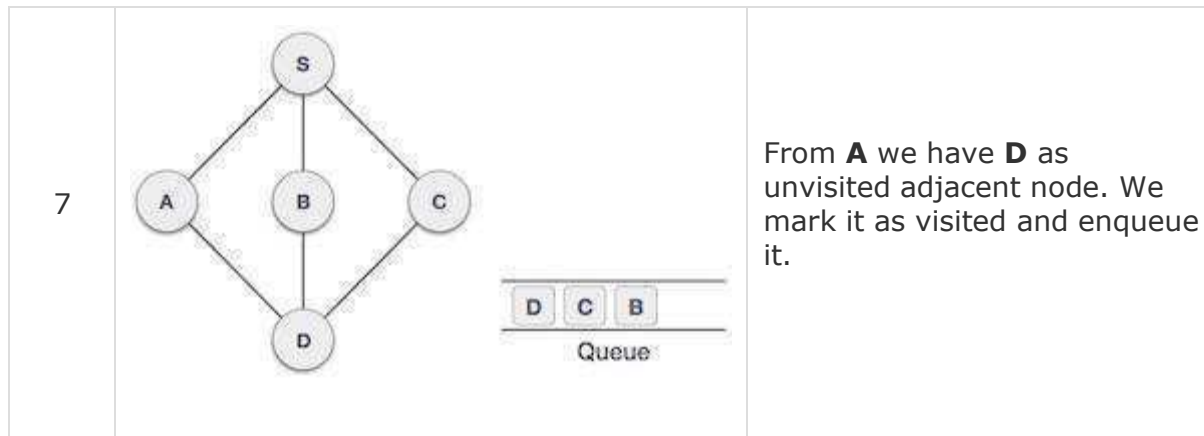 7
S
A
B
C
D
D C B
Queue
From A we have D as
unvisited adjacent node. We
mark it as visited and enqueue
it.